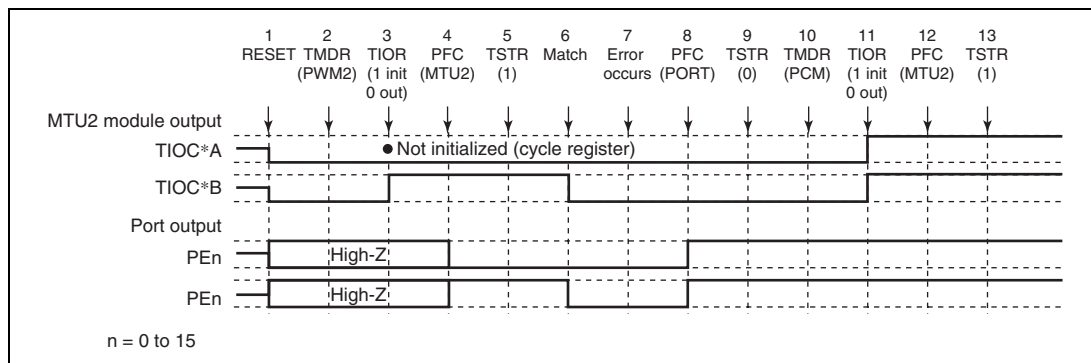 1 2 3 4 5 6 7 8 9 10 11 12 13
RESET TMDR TIOR PFC TSTR Match Error PFC TSTR TMDR TIOR PFC TSTR
(PWM2) (1 init (MTU2) (1) occurs (PORT) (0) (PCM) (1 init (MTU2) (1)
0 out) 0 out)
MTU2 module output
TIOC*A
● Not initialized (cycle register)
TIOC*B
Port output
PEn
High-Z
PEn
High-Z
n = 0 to 15